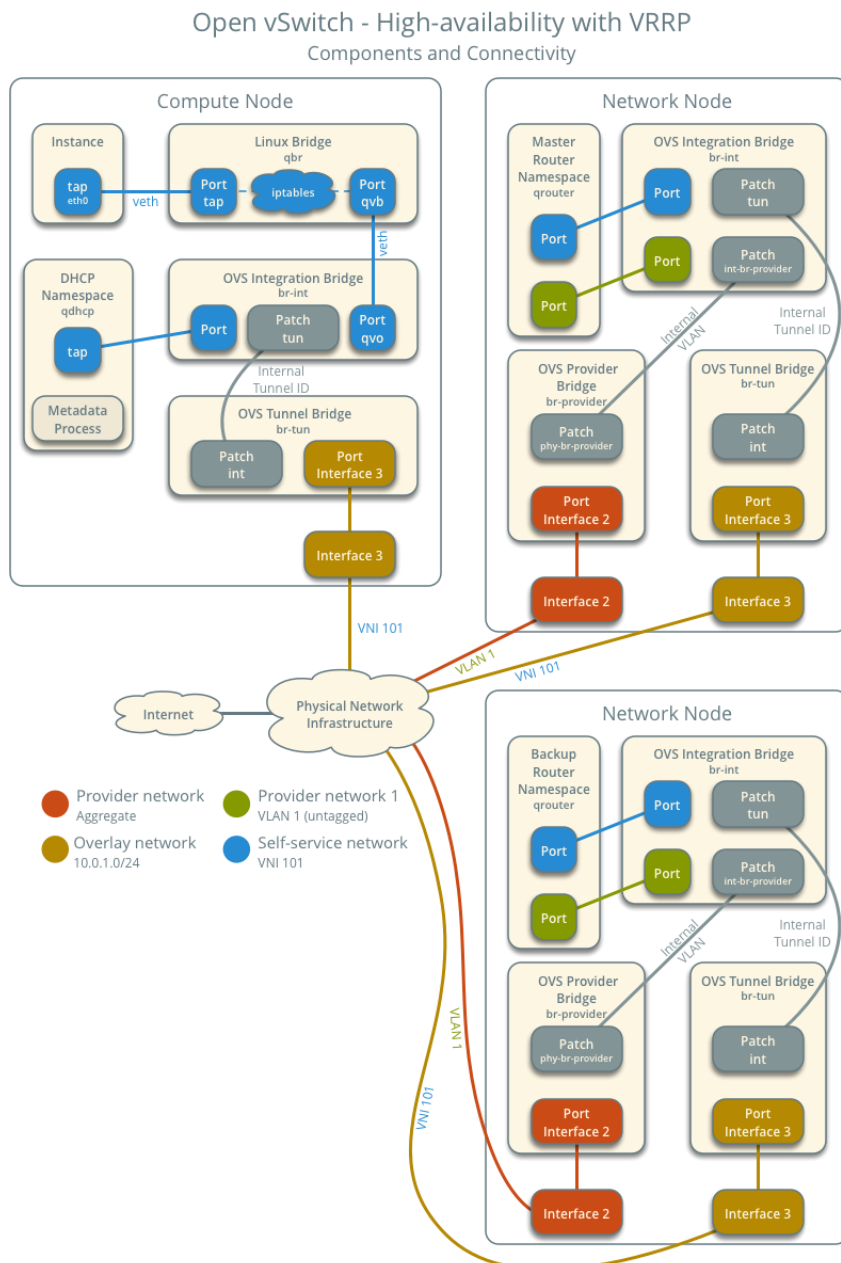 Open vSwitch - High-availability with VRRP
Components and Connectivity
Compute Node
Instance
tap
eth0
veth
Linux Bridge
qbr
Port
tap
iptables
Port
qvb
veth
DHCP
Namespace
qdhcp
tap
Metadata
Process
OVS Integration Bridge
br-int
Port
Patch
tun
Port
qvo
Internal
Tunnel ID
OVS Tunnel Bridge
br-tun
Patch
int
Port
Interface 3
Interface 3
VNI 101
Network Node
Master
Router
Namespace
qrouter
Port
Port
OVS Integration Bridge
br-int
Port
Patch
tun
Port
Patch
int-br-provider
Internal
VLAN
Internal
Tunnel ID
OVS Provider
Bridge
br-provider
Patch
phy-br-provider
Port
Interface 2
Interface 2
OVS Tunnel Bridge
br-tun
Patch
int
Port
Interface 3
Interface 3
VLAN 1
VNI 101
Internet
Physical Network
Infrastructure
Provider network
Aggregate
Provider network 1
VLAN 1 (untagged)
Overlay network
10.0.1.0/24
Self-service network
VNI 101
Network Node
Backup
Router
Namespace
qrouter
Port
Port
OVS Integration Bridge
br-int
Port
Patch
tun
Port
Patch
int-br-provider
Internal
VLAN
Internal
Tunnel ID
OVS Provider
Bridge
br-provider
Patch
phy-br-provider
Port
Interface 2
Interface 2
OVS Tunnel Bridge
br-tun
Patch
int
Port
Interface 3
Interface 3
VLAN 1
VNI 101